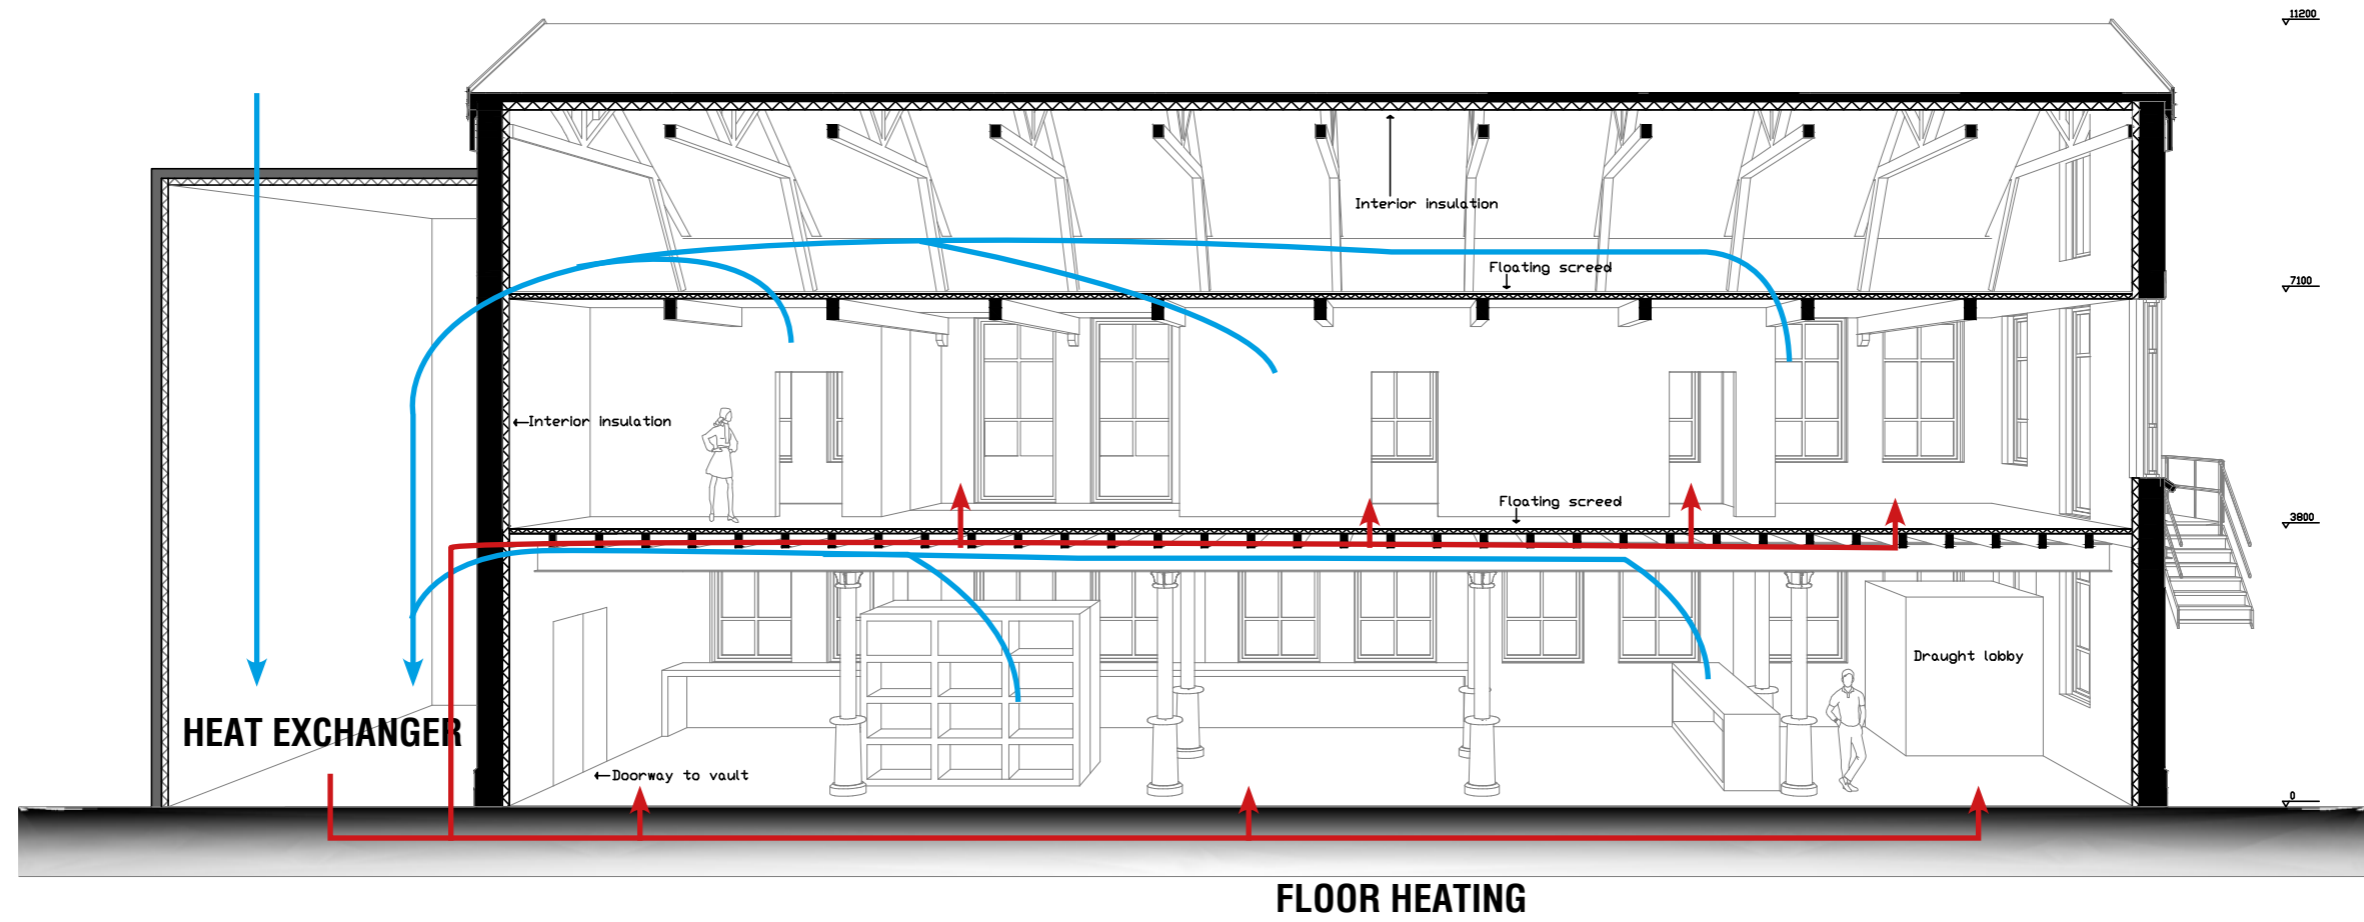 11200
Interior insulation
Floating screed
7100
Interior insulation
Floating screed
3800
Draught lobby
HEAT EXCHANGER
Doorway to vault
0
FLOOR HEATING